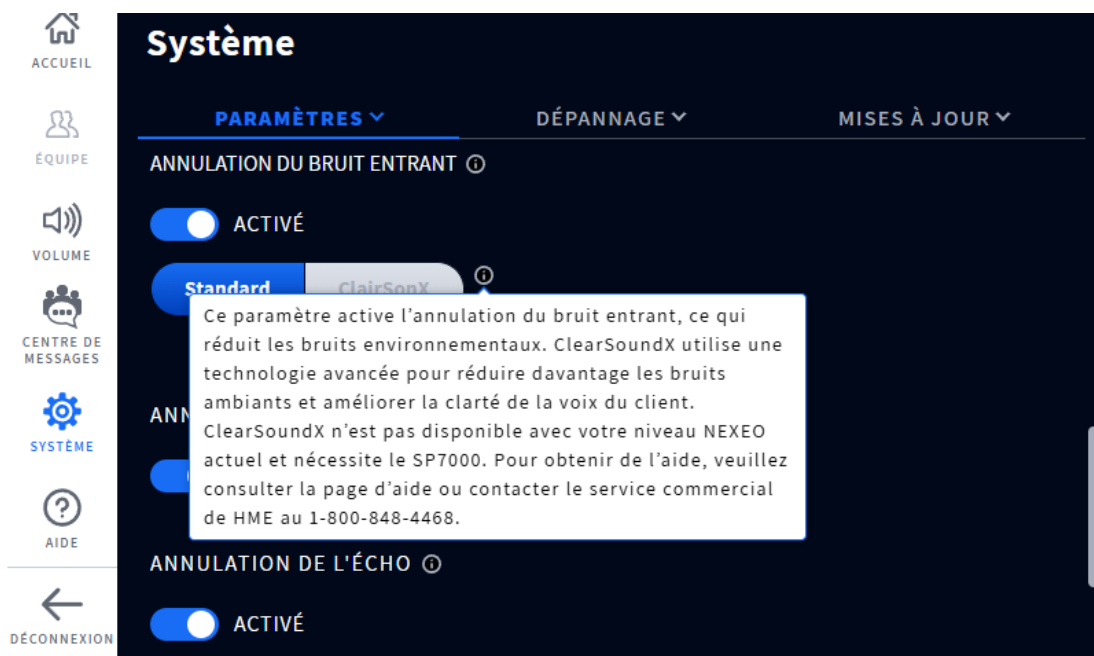 ACCUEIL
ÉQUIPE
VOLUME
CENTRE DE
MESSAGES
SYSTÈME
AIDE
DÉCONNEXION
Système
PARAMÈTRES
DÉPANNAGE
MISES À JOUR
ANNULATION DU BRUIT ENTRANT
ACTIVÉ
Standard
ClairSonX
Ce paramètre active l’annulation du bruit entrant, ce qui
réduit les bruits environnementaux. ClearSoundX utilise une
technologie avancée pour réduire davantage les bruits
ambiants et améliorer la clarté de la voix du client.
ClearSoundX n’est pas disponible avec votre niveau NEXEO
actuel et nécessite le SP7000. Pour obtenir de l’aide, veuillez
consulter la page d’aide ou contacter le service commercial
de HME au 1-800-848-4468.
ANN
ANNULATION DE L'ÉCHO
ACTIVÉ